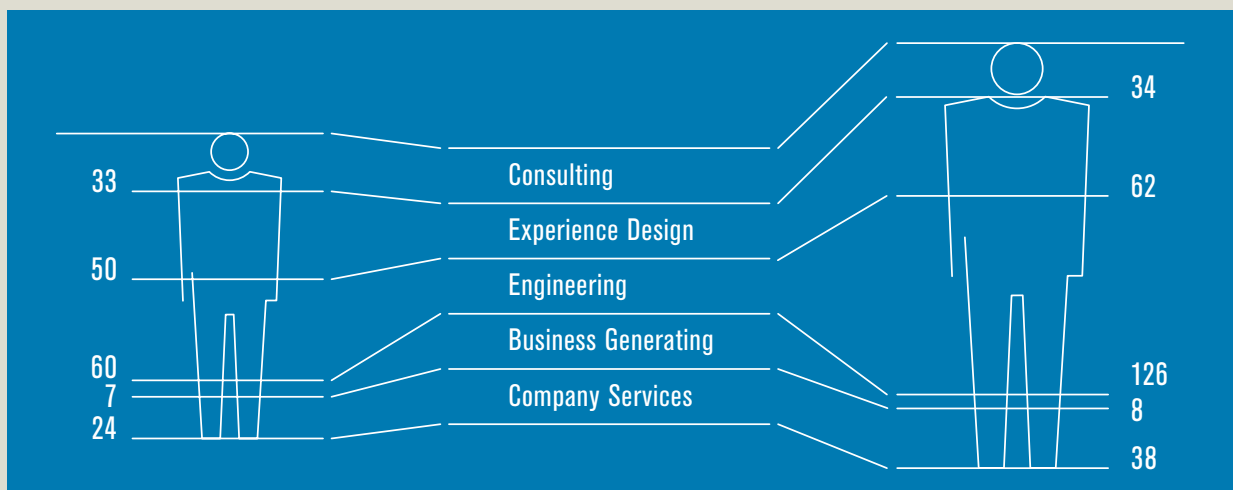 33
50
60
7
24
Consulting
Experience Design
Engineering
Business Generating
Company Services
34
62
126
8
38